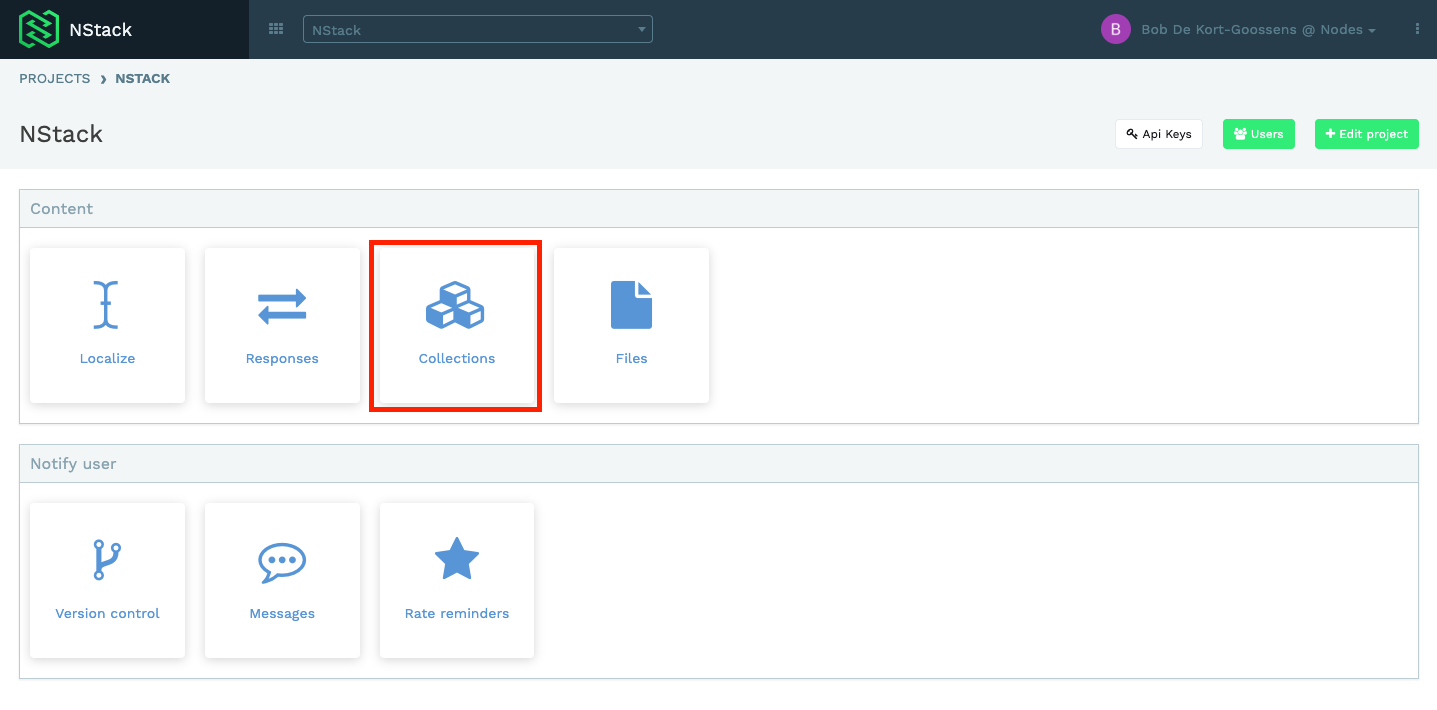 NStack
NStack
B
Bob De Kort-Goossens @ Nodes
PROJECTS › NSTACK
NStack
Api Keys
Users
Edit project
Content
Localize
Responses
Collections
Files
Notify user
Version control
Messages
Rate reminders